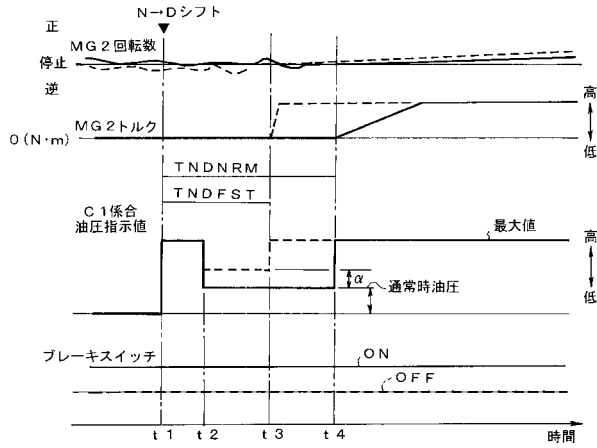 N→Dシフト
正
MG2回転数
停止
逆
高
MG2トルク
0(N・m)
低
TNDNRM
TNDFST
C1係合
油圧指示値
最大値
高
α
通常時油圧
低
ブレーキスイッチ
ON
OFF
t1 t2 t3 t4 時間